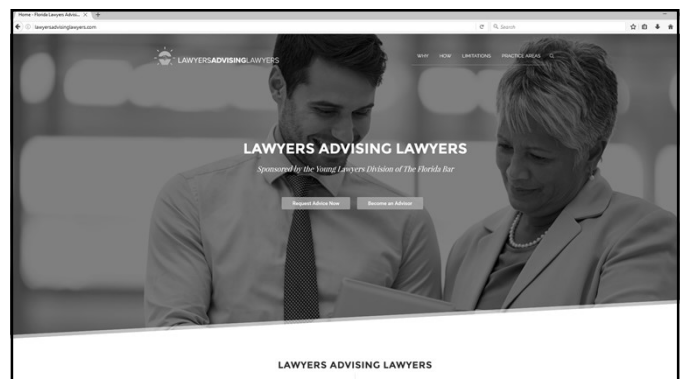 Home - Florida Lawyers Advis...
lawyersadvisinglawyers.com
Search
LAWYERSADVISINGLAWYERS
WHY HOW LIMITATIONS PRACTICE AREAS
LAWYERS ADVISING LAWYERS
Sponsored by the Young Lawyers Division of The Florida Bar
Request Advice Now Become an Advisor
LAWYERS ADVISING LAWYERS